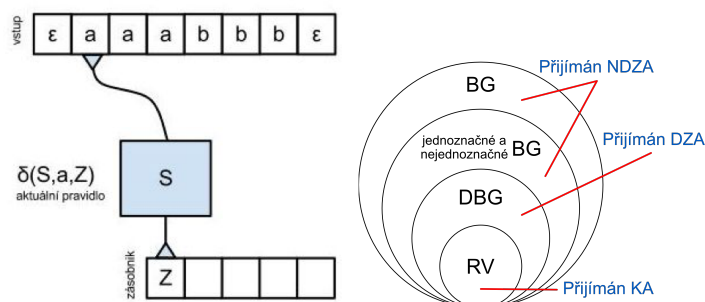 vstup
ε a a a b b b ε
δ(S,a,Z)
aktuální pravidlo
S
zásobník
Z
BG
jednoznačné a
nejednoznačné BG
DBG
RV
Přijímán NDZA
Přijímán DZA
Přijímán KA